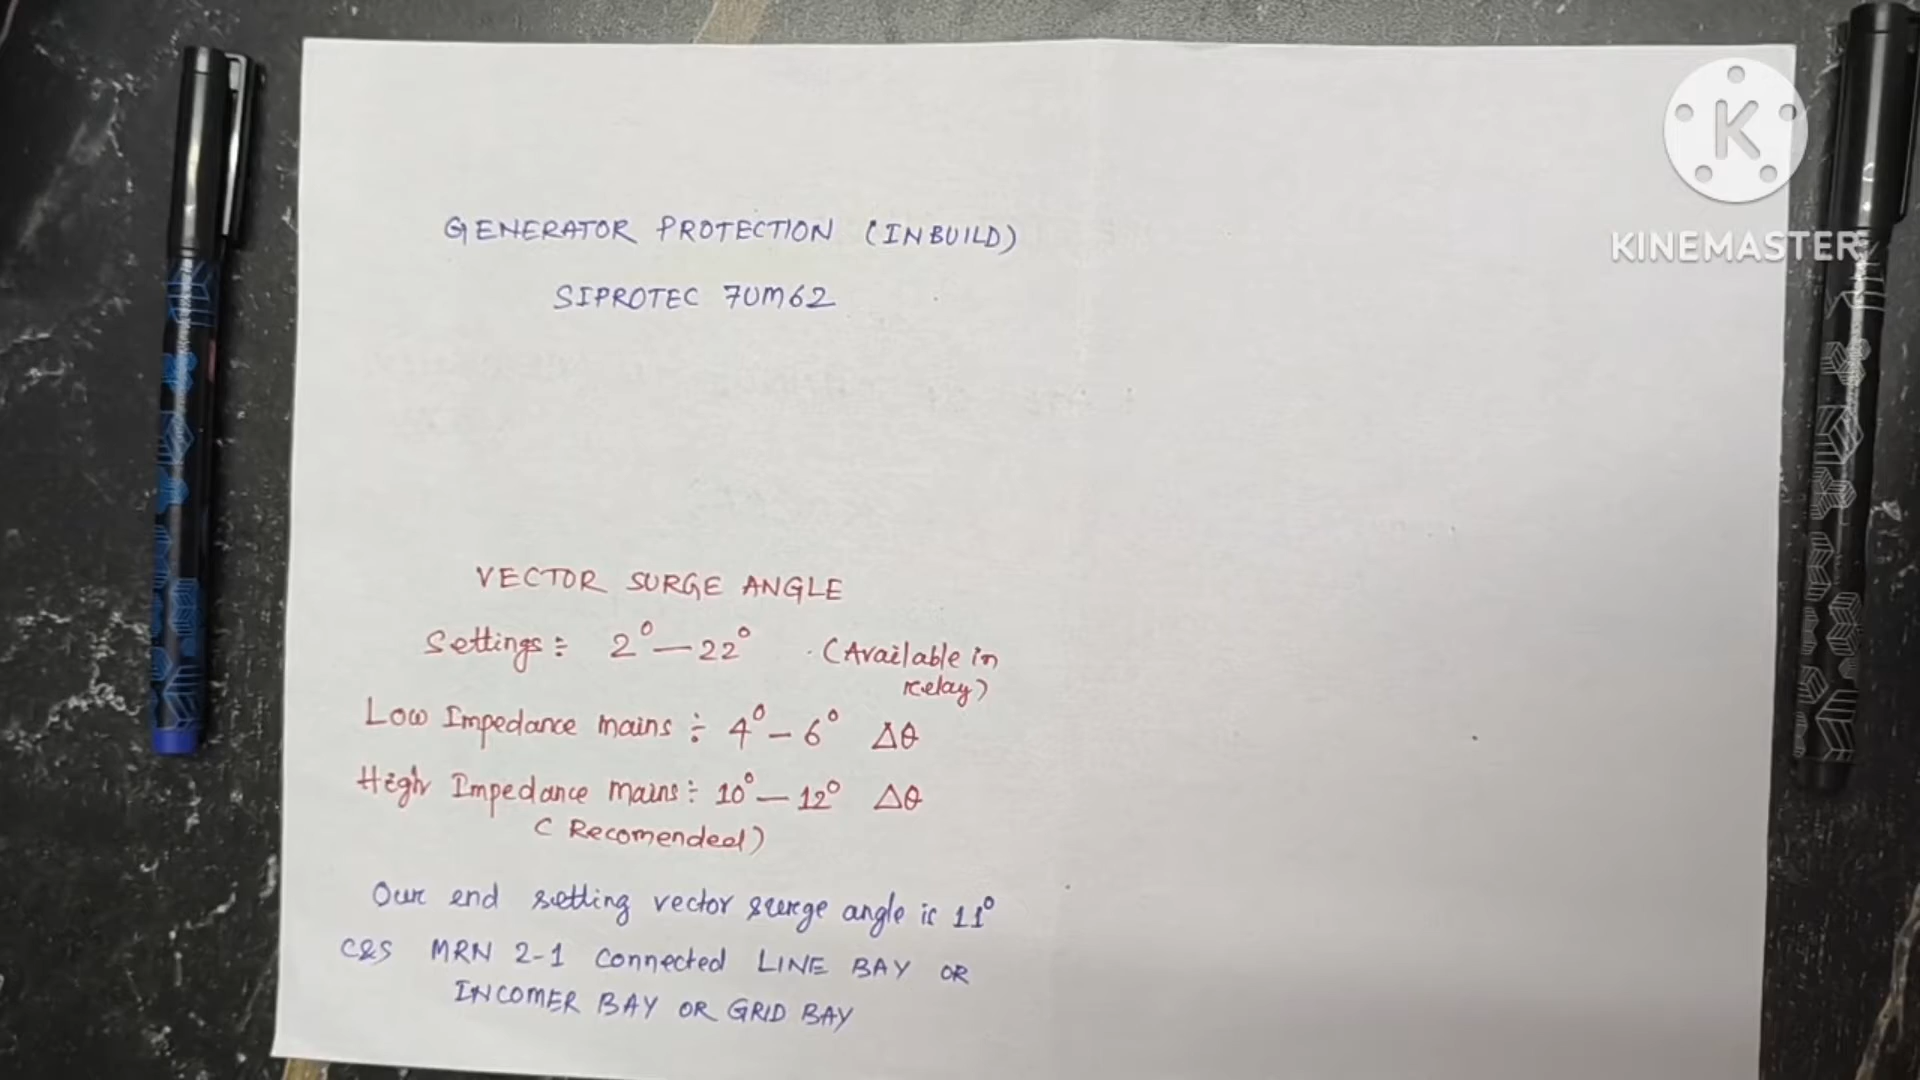 GENERATOR PROTECTION (INBUILD)
SIPROTEC 7UM62
VECTOR SURGE ANGLE
Settings÷ 2° — 22° (Available in
relay)
Low Impedance mains ÷ 4° – 6° Δθ
High Impedance mains ÷ 10° — 12° Δθ
(Recomended)
Our end setting vector surge angle is 11°
C&S MRN 2-1 Connected LINE BAY OR
INCOMER BAY OR GRID BAY
K
KINEMASTER